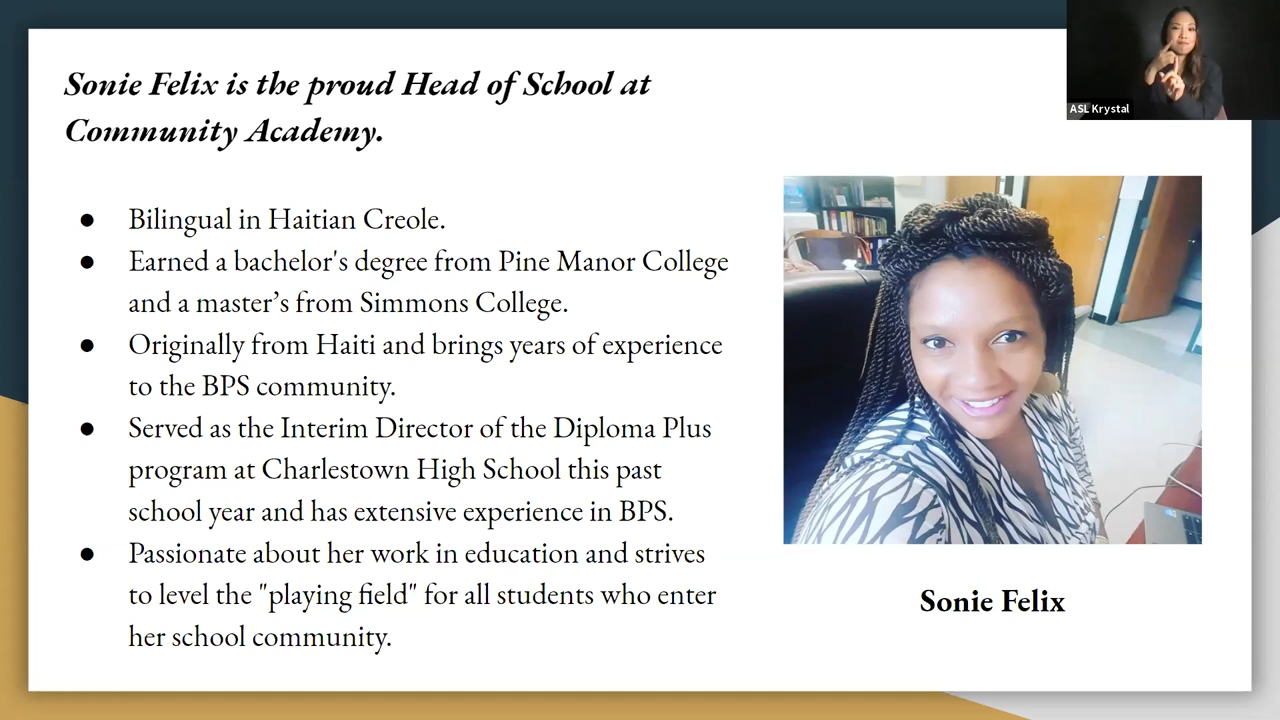 Sonie Felix is the proud Head of School at
Community Academy.
ASL Krystal
● Bilingual in Haitian Creole.
● Earned a bachelor's degree from Pine Manor College
and a master’s from Simmons College.
● Originally from Haiti and brings years of experience
to the BPS community.
● Served as the Interim Director of the Diploma Plus
program at Charlestown High School this past
school year and has extensive experience in BPS.
● Passionate about her work in education and strives
to level the "playing field" for all students who enter
her school community.
Sonie Felix